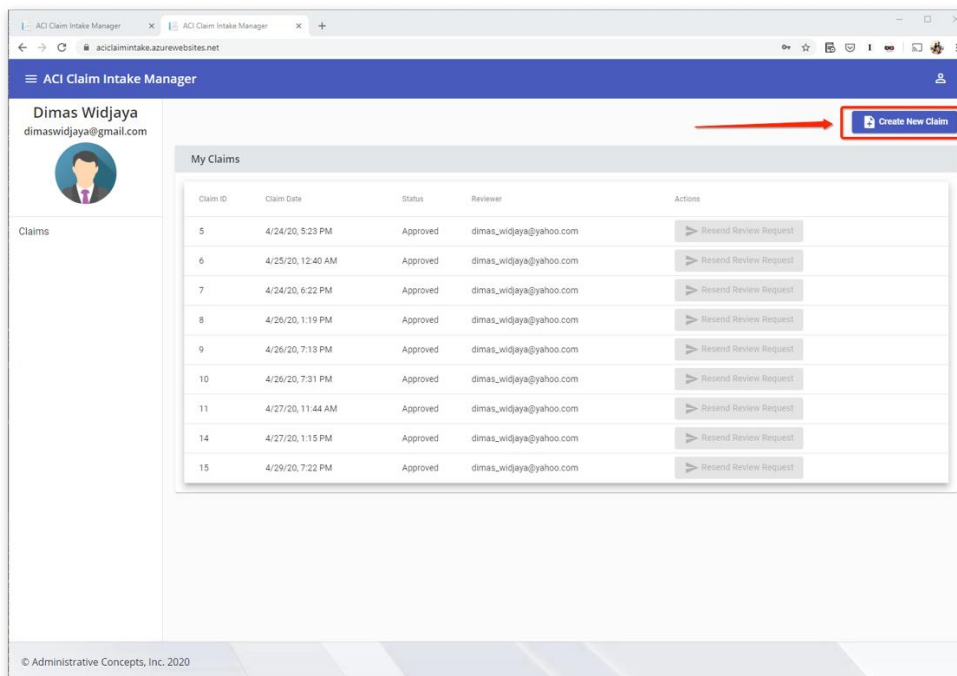 ACI Claim Intake Manager ACI Claim Intake Manager
aciclaimintake.azurewebsites.net
ACI Claim Intake Manager
Dimas Widjaya
dimaswidjaya@gmail.com
Create New Claim
My Claims
Claims
Claim ID Claim Date Status Reviewer Actions
5 4/24/20, 5:23 PM Approved dimas_widjaya@yahoo.com Resend Review Request
6 4/25/20, 12:40 AM Approved dimas_widjaya@yahoo.com Resend Review Request
7 4/24/20, 6:22 PM Approved dimas_widjaya@yahoo.com Resend Review Request
8 4/26/20, 1:19 PM Approved dimas_widjaya@yahoo.com Resend Review Request
9 4/26/20, 7:13 PM Approved dimas_widjaya@yahoo.com Resend Review Request
10 4/26/20, 7:31 PM Approved dimas_widjaya@yahoo.com Resend Review Request
11 4/27/20, 11:44 AM Approved dimas_widjaya@yahoo.com Resend Review Request
14 4/27/20, 1:15 PM Approved dimas_widjaya@yahoo.com Resend Review Request
15 4/29/20, 7:22 PM Approved dimas_widjaya@yahoo.com Resend Review Request
© Administrative Concepts, Inc. 2020